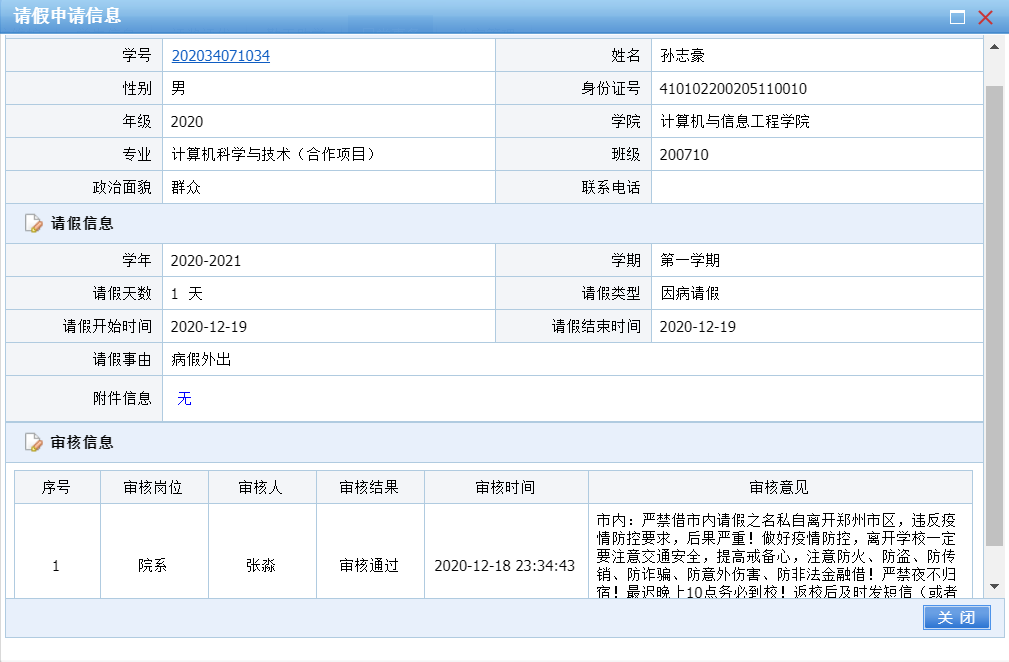 请假申请信息
学号 202034071034 姓名 孙志豪
性别 男 身份证号 410102200205110010
年级 2020 学院 计算机与信息工程学院
专业 计算机科学与技术（合作项目） 班级 200710
政治面貌 群众 联系电话
请假信息
学年 2020-2021 学期 第一学期
请假天数 1 天 请假类型 因病请假
请假开始时间 2020-12-19 请假结束时间 2020-12-19
请假事由 病假外出
附件信息 无
审核信息
序号 审核岗位 审核人 审核结果 审核时间 审核意见
1 院系 张淼 审核通过 2020-12-18 23:34:43
市内：严禁借市内请假之名私自离开郑州市区，违反疫
情防控要求，后果严重！做好疫情防控，离开学校一定
要注意交通安全，提高戒备心，注意防火、防盗、防传
销、防诈骗、防意外伤害、防非法金融借！严禁夜不归
宿！最迟晚上10点务必到校！返校后及时发短信（或者
关 闭